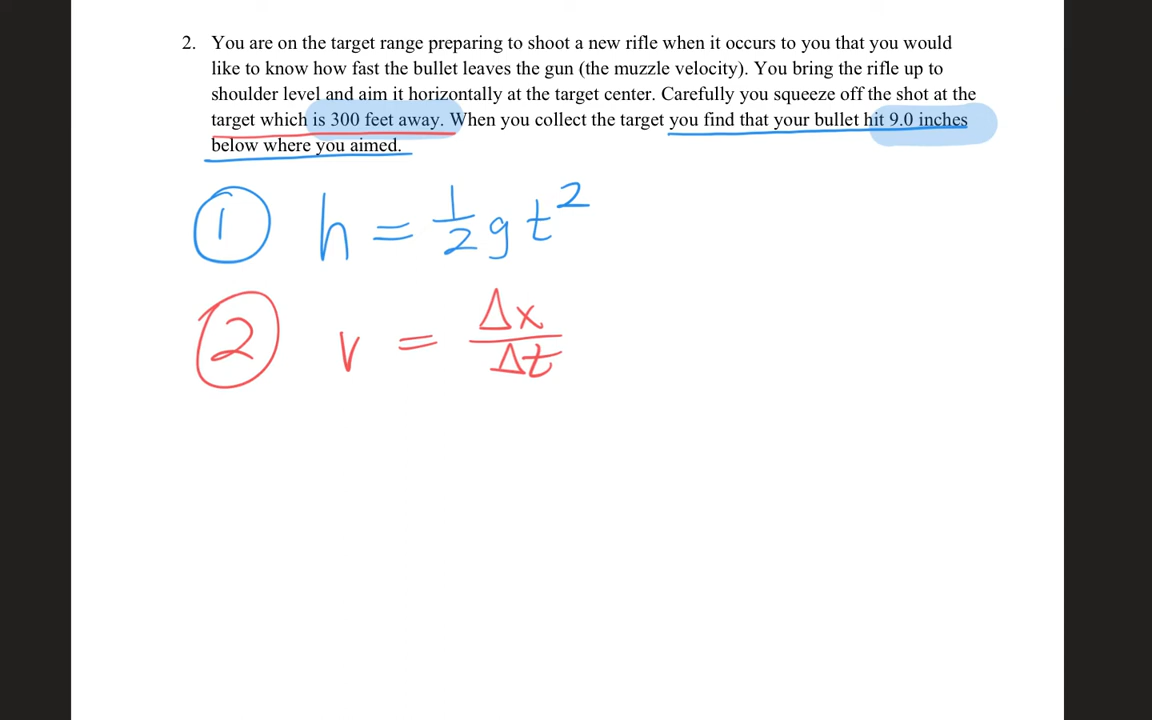 2. You are on the target range preparing to shoot a new rifle when it occurs to you that you would
like to know how fast the bullet leaves the gun (the muzzle velocity). You bring the rifle up to
shoulder level and aim it horizontally at the target center. Carefully you squeeze off the shot at the
target which is 300 feet away. When you collect the target you find that your bullet hit 9.0 inches
below where you aimed.
① h = 1/2 g t²
② v = Δx/Δt